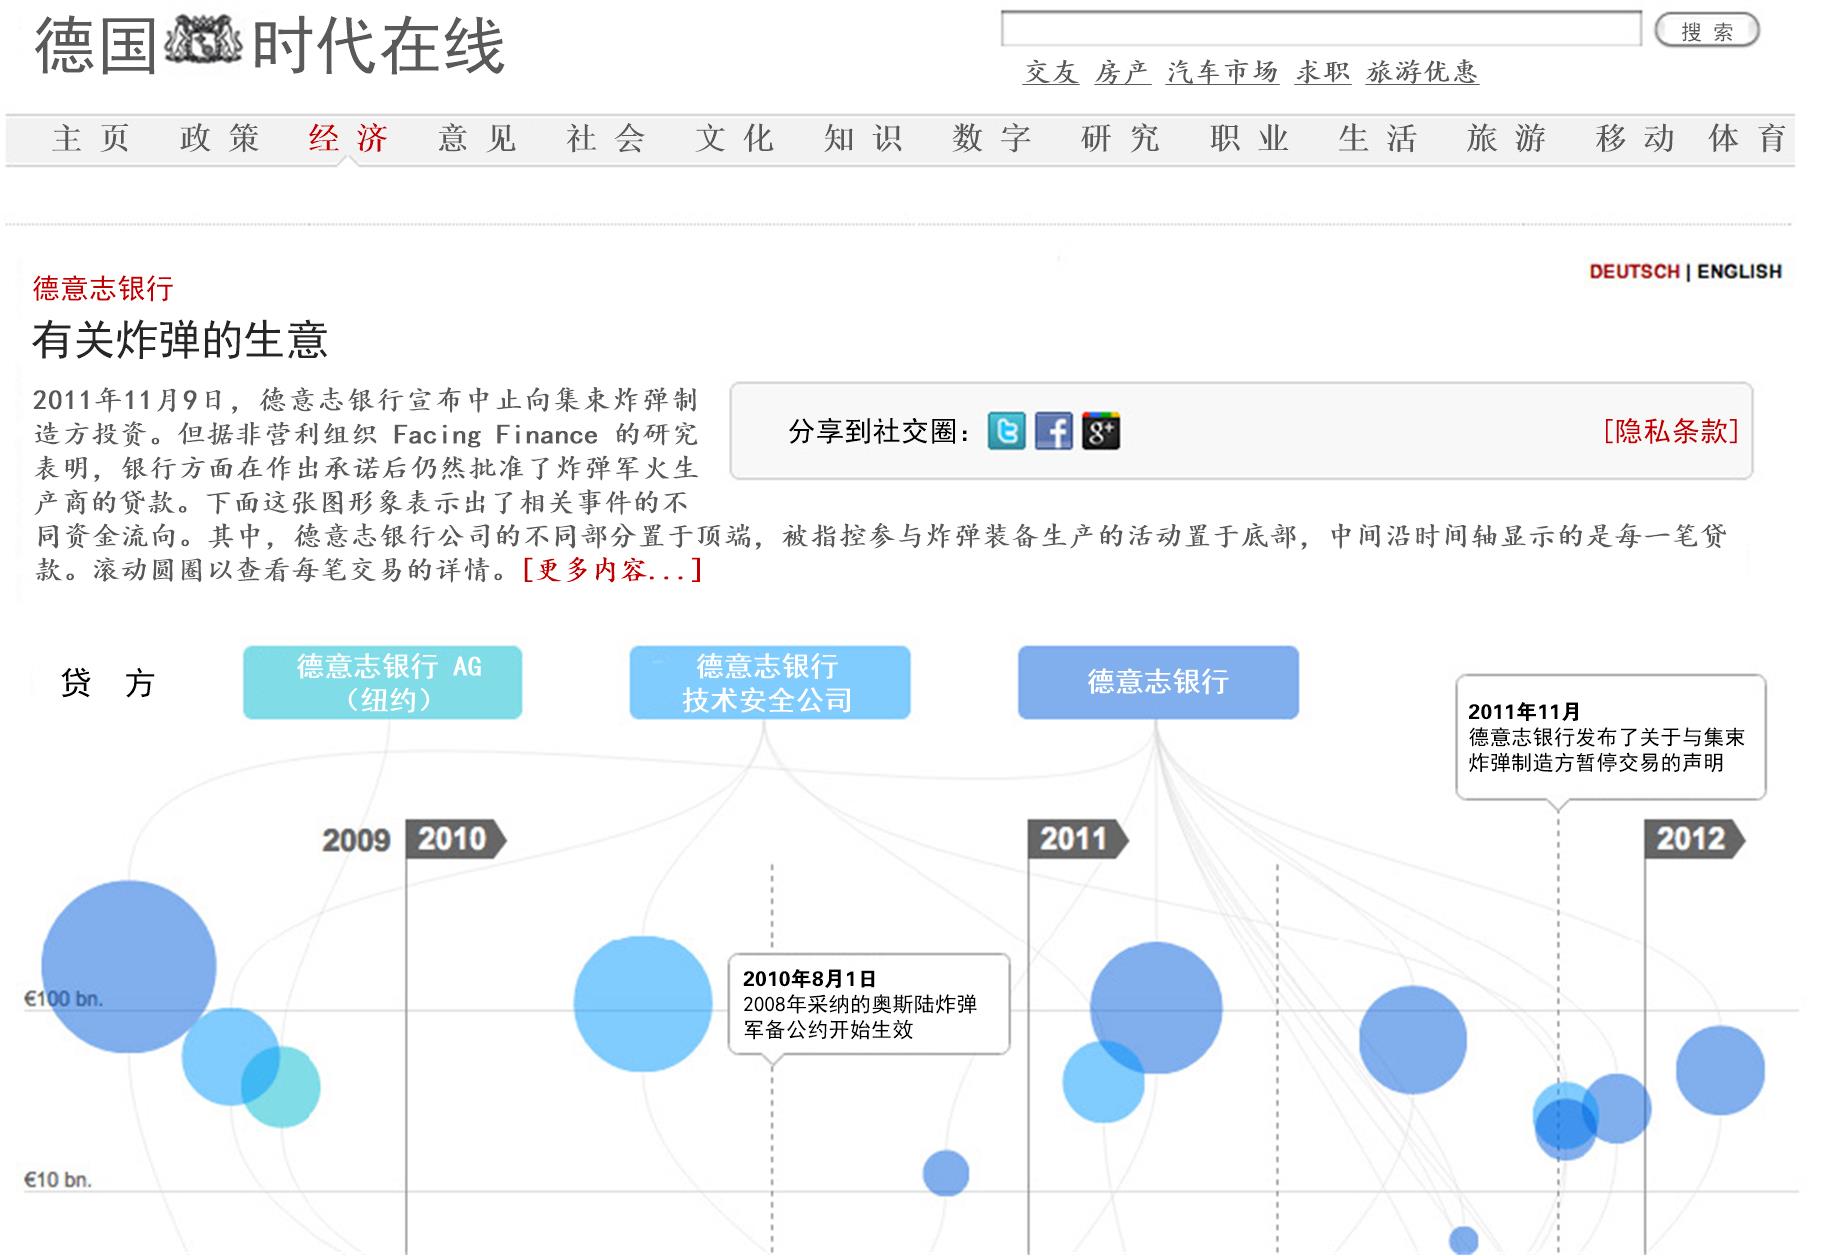 德国时代在线
搜 索
交友 房产 汽车市场 求职 旅游优惠
主页 政策 经济 意见 社会 文化 知识 数字 研究 职业 生活 旅游 移动 体育
DEUTSCH | ENGLISH
德意志银行
有关炸弹的生意
2011年11月9日，德意志银行宣布中止向集束炸弹制
造方投资。但据非营利组织 Facing Finance 的研究
表明，银行方面在作出承诺后仍然批准了炸弹军火生
产商的贷款。下面这张图形象表示出了相关事件的不
同资金流向。其中，德意志银行公司的不同部分置于顶端，被指控参与炸弹装备生产的活动置于底部，中间沿时间轴显示的是每一笔贷
款。滚动圆圈以查看每笔交易的详情。[更多内容...]
分享到社交圈：
[隐私条款]
贷 方
德意志银行 AG
（纽约）
德意志银行
技术安全公司
德意志银行
2011年11月
德意志银行发布了关于与集束
炸弹制造方暂停交易的声明
2009
2010
2011
2012
2010年8月1日
2008年采纳的奥斯陆炸弹
军备公约开始生效
€100 bn.
€10 bn.